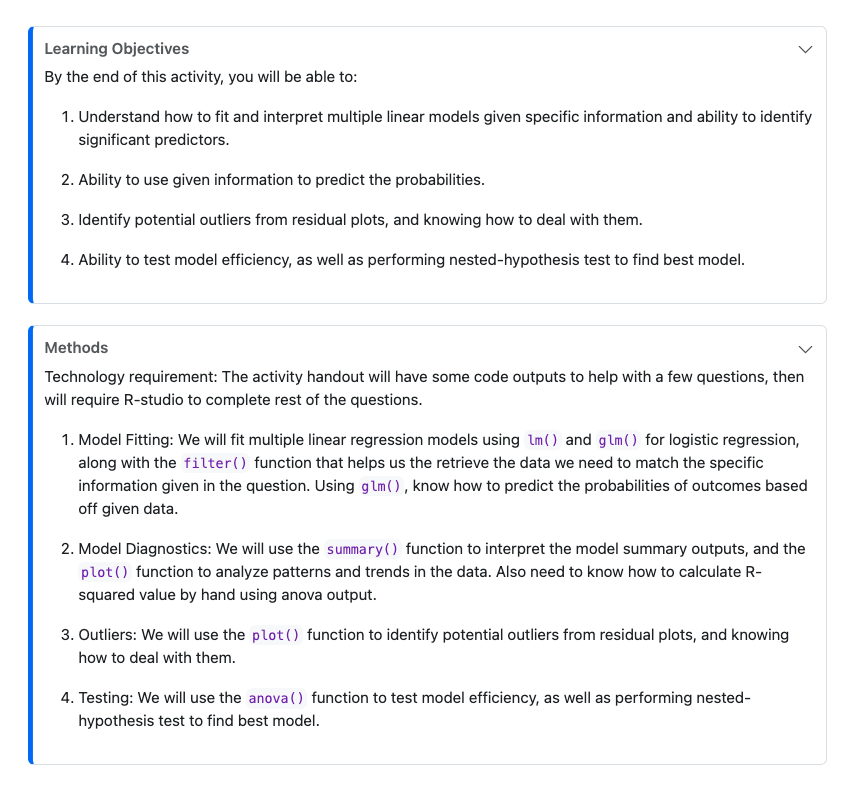 Learning Objectives
By the end of this activity, you will be able to:
1. Understand how to fit and interpret multiple linear models given specific information and ability to identify
significant predictors.
2. Ability to use given information to predict the probabilities.
3. Identify potential outliers from residual plots, and knowing how to deal with them.
4. Ability to test model efficiency, as well as performing nested-hypothesis test to find best model.
Methods
Technology requirement: The activity handout will have some code outputs to help with a few questions, then
will require R-studio to complete rest of the questions.
1. Model Fitting: We will fit multiple linear regression models using lm() and glm() for logistic regression,
along with the filter() function that helps us the retrieve the data we need to match the specific
information given in the question. Using glm(), know how to predict the probabilities of outcomes based
off given data.
2. Model Diagnostics: We will use the summary() function to interpret the model summary outputs, and the
plot() function to analyze patterns and trends in the data. Also need to know how to calculate R-
squared value by hand using anova output.
3. Outliers: We will use the plot() function to identify potential outliers from residual plots, and knowing
how to deal with them.
4. Testing: We will use the anova() function to test model efficiency, as well as performing nested-
hypothesis test to find best model.